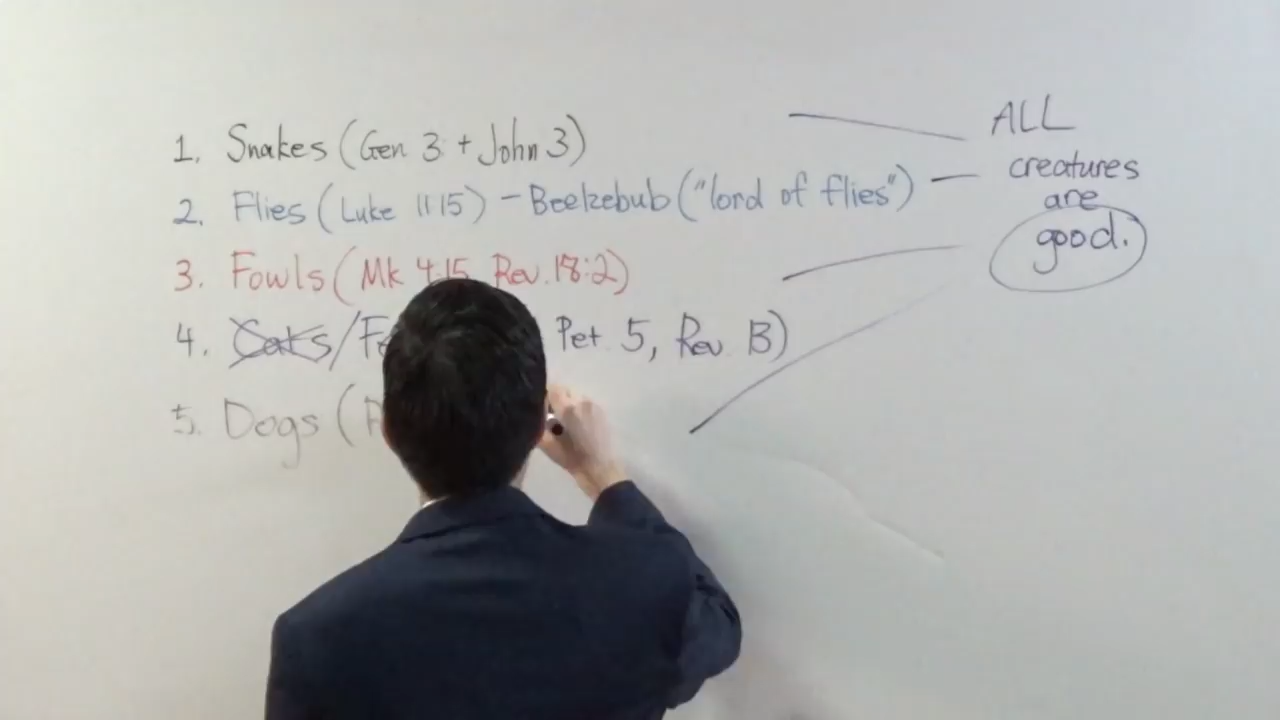 1. Snakes (Gen 3 + John 3)
2. Flies (Luke 11:15) - Beelzebub ("lord of flies")
3. Fowls (Mk 4:15, Rev. 18:2)
4. Cats/ Pet. 5, Rev. 13)
5. Dogs (
ALL
creatures
are
good.